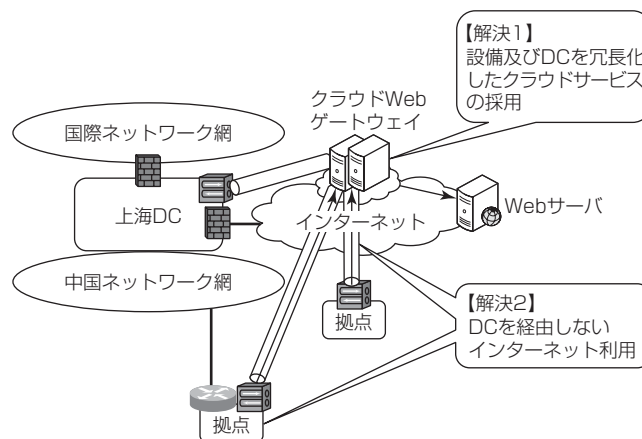 【解決1】
設備及びDCを冗長化
したクラウドサービス
の採用
クラウドWeb
ゲートウェイ
国際ネットワーク網
上海DC
インターネット
Webサーバ
中国ネットワーク網
拠点
【解決2】
DCを経由しない
インターネット利用
拠点